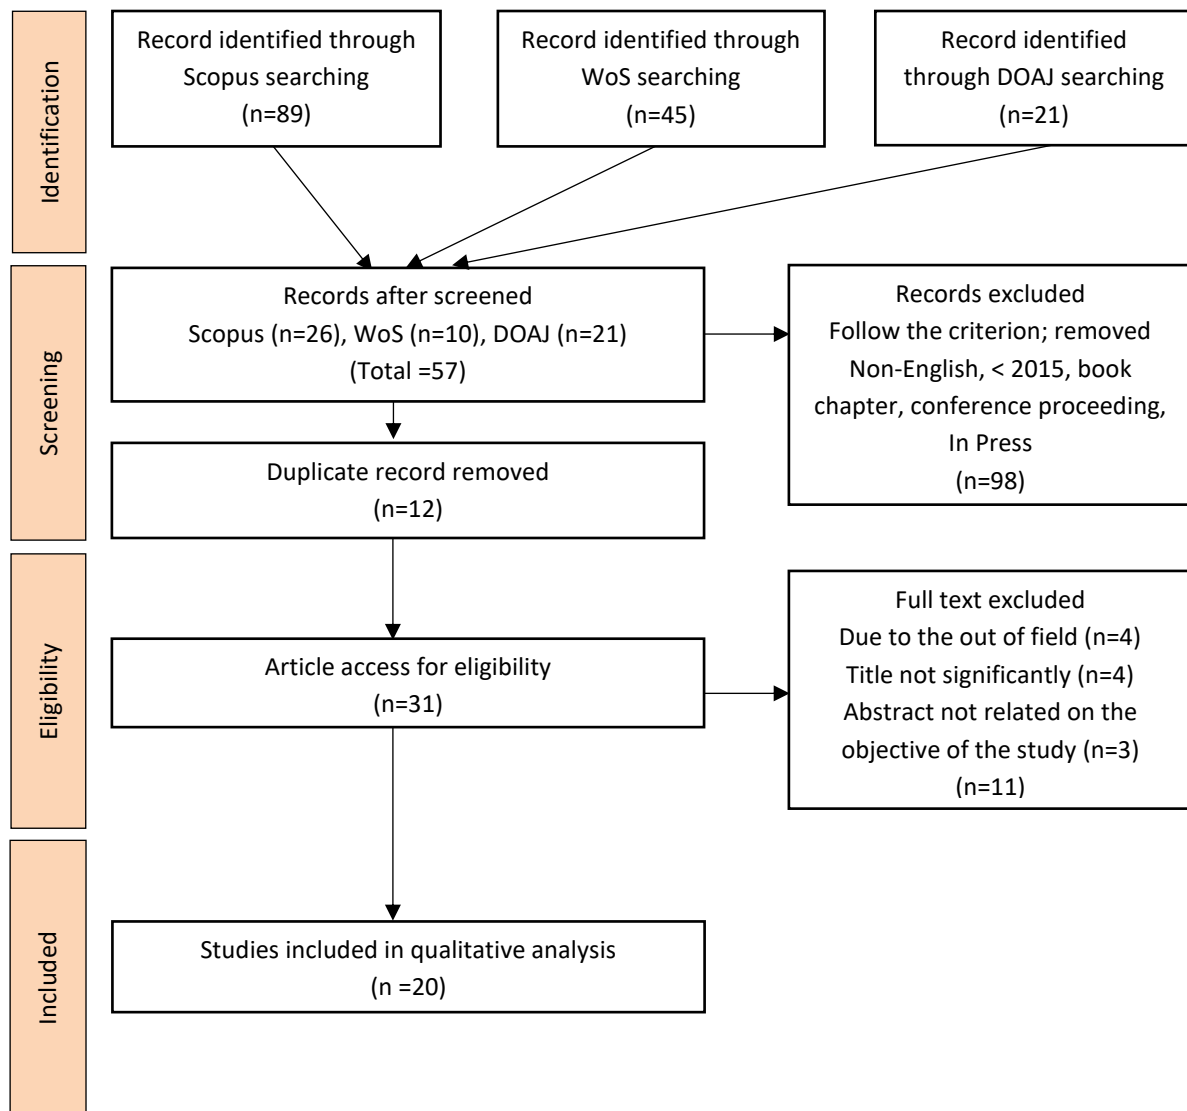 Identification
Record identified through
Scopus searching
(n=89)
Record identified through
WoS searching
(n=45)
Record identified
through DOAJ searching
(n=21)
Screening
Records after screened
Scopus (n=26), WoS (n=10), DOAJ (n=21)
(Total =57)
Records excluded
Follow the criterion; removed
Non-English, < 2015, book
chapter, conference proceeding,
In Press
(n=98)
Duplicate record removed
(n=12)
Eligibility
Article access for eligibility
(n=31)
Full text excluded
Due to the out of field (n=4)
Title not significantly (n=4)
Abstract not related on the
objective of the study (n=3)
(n=11)
Included
Studies included in qualitative analysis
(n =20)